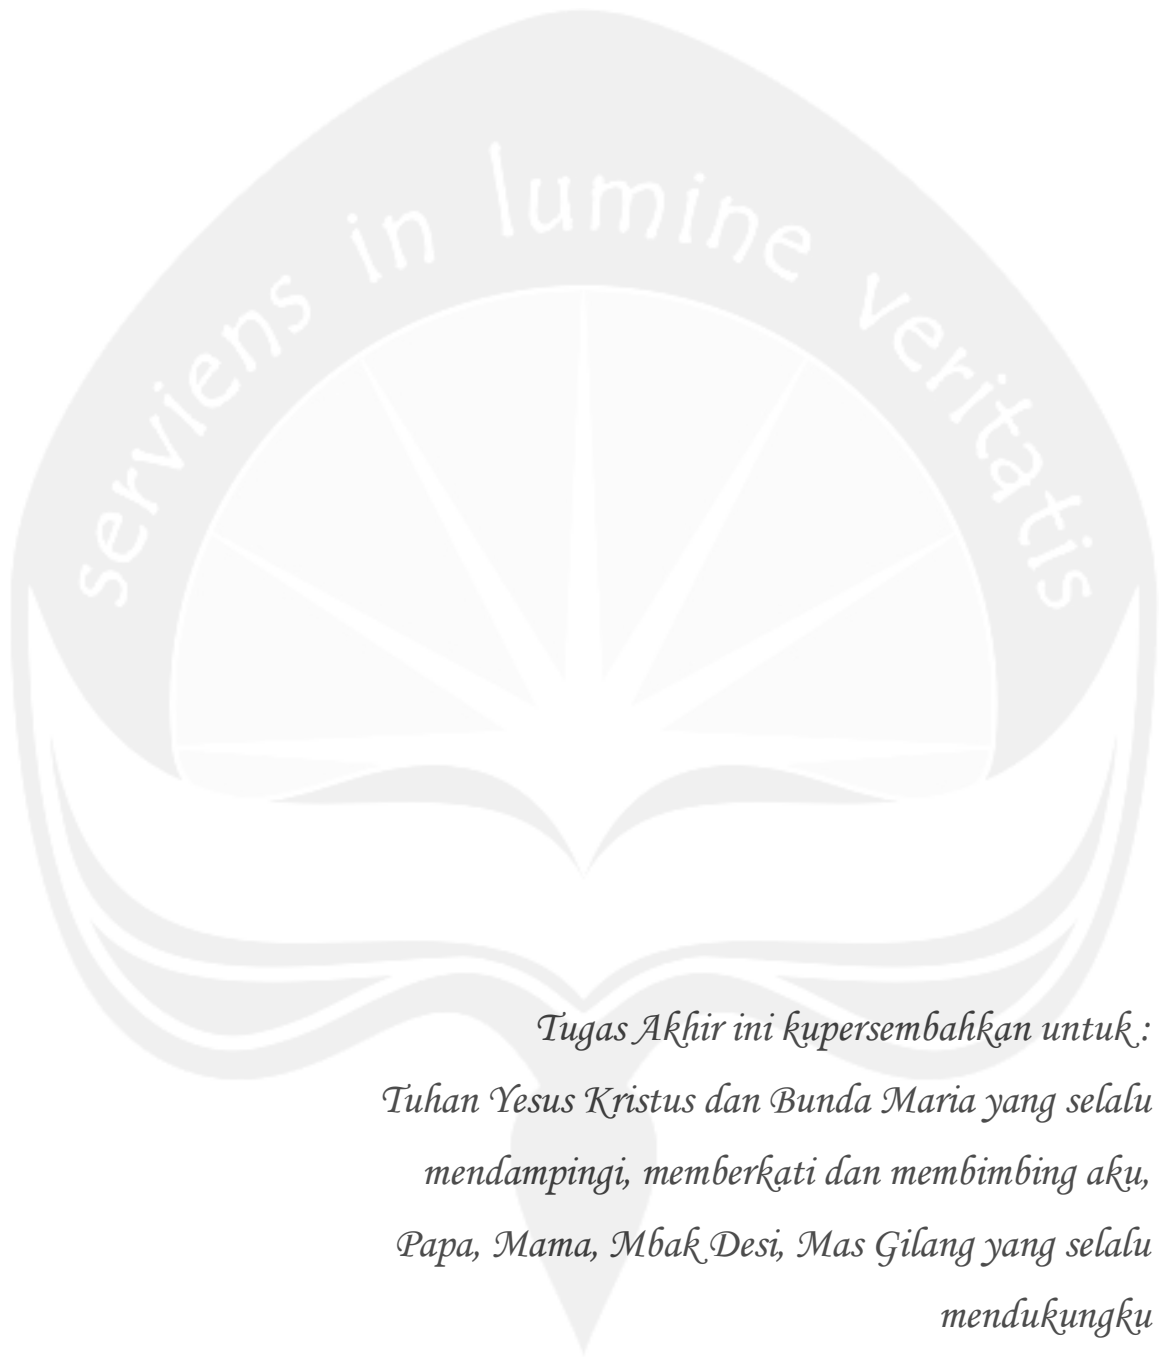 serviens in lumine veritatis
Tugas Akhir ini kupersembahkan untuk :
Tuhan Yesus Kristus dan Bunda Maria yang selalu
mendampingi, memberkati dan membimbing aku,
Papa, Mama, Mbak Desi, Mas Gilang yang selalu
mendukungku